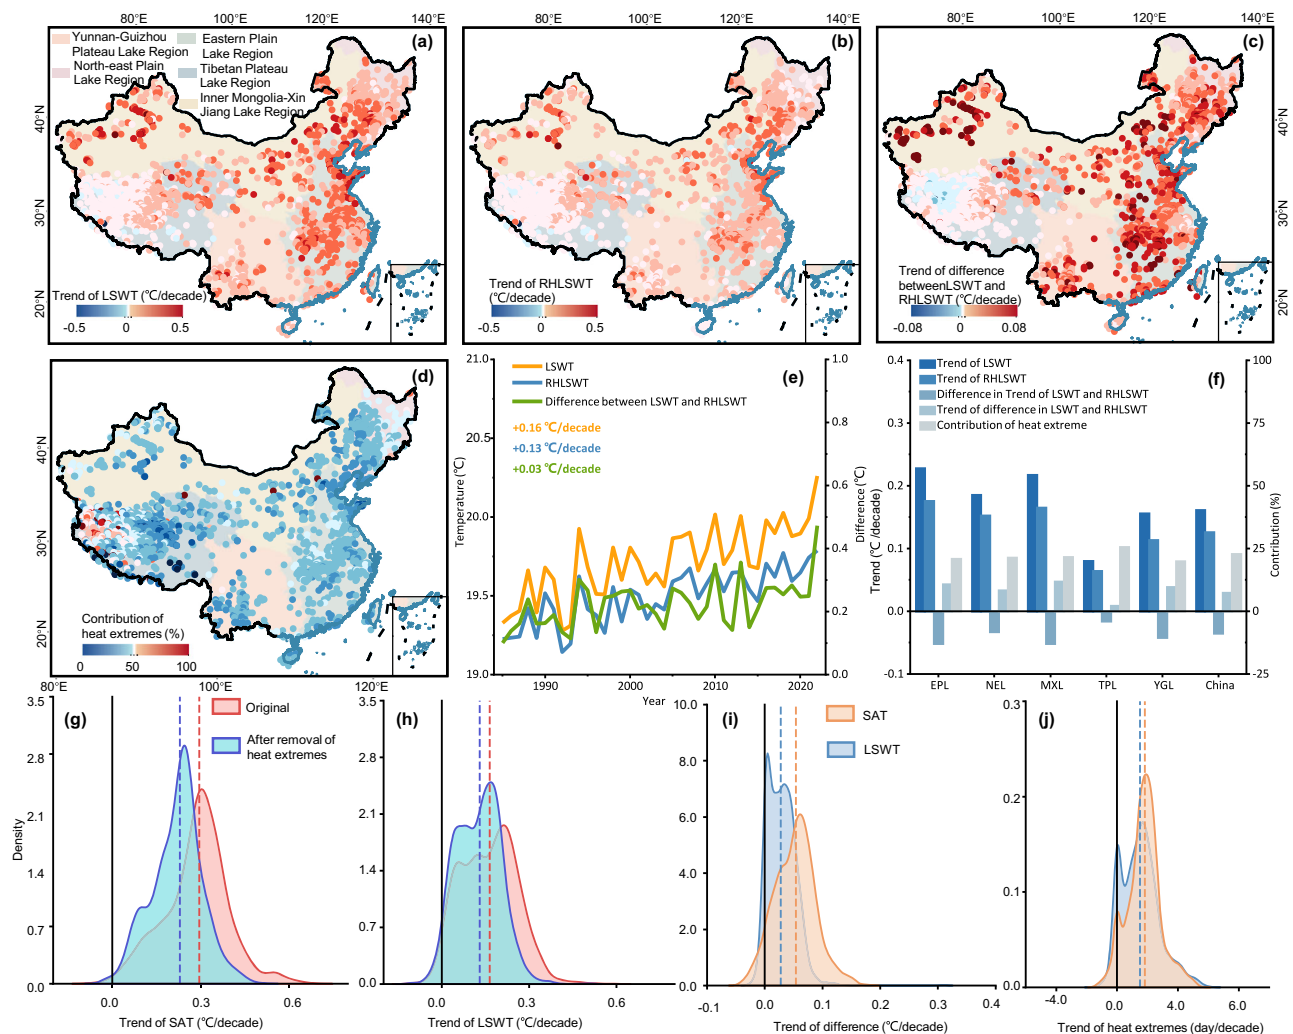 80°E 100°E 120°E 140°E
80°E 100°E 120°E 140°E
80°E 100°E 120°E 140°E
(a)
Yunnan-Guizhou
Plateau Lake Region
North-east Plain
Lake Region
Eastern Plain
Lake Region
Tibetan Plateau
Lake Region
Inner Mongolia-Xin
Jiang Lake Region
40°N
30°N
20°N
Trend of LSWT (℃/decade)
-0.5 0 0.5
(b)
Trend of RHLSWT
(℃/decade)
-0.5 0 0.5
(c)
Trend of difference
betweenLSWT and
RHLSWT (℃/decade)
-0.08 0 0.08
40°N
30°N
20°N
(d)
40°N
30°N
20°N
Contribution of
heat extremes (%)
0 50 100
80°E 100°E 120°E
(e)
LSWT
RHLSWT
Difference between LSWT and RHLSWT
+0.16 ℃/decade
+0.13 ℃/decade
+0.03 ℃/decade
21.0
20.5
20.0
19.5
19.0
Temperature (℃)
1.0
0.8
0.6
0.4
0.2
0.0
Difference (℃)
1990 2000 2010 2020
Year
(f)
Trend of LSWT
Trend of RHLSWT
Difference in Trend of LSWT and RHLSWT
Trend of difference in LSWT and RHLSWT
Contribution of heat extreme
0.4
0.3
0.2
0.1
0.0
-0.1
Trend (℃ /decade)
100
75
50
25
0
-25
Contribution (%)
EPL NEL MXL TPL YGL China
(g)
Original
After removal of
heat extremes
3.5
2.8
2.1
1.4
0.7
0.0
Density
0.0 0.3 0.6
Trend of SAT (℃/decade)
(h)
3.5
2.8
2.1
1.4
0.7
0.0
0.0 0.3 0.6
Trend of LSWT (℃/decade)
(i)
SAT
LSWT
10.0
8.0
6.0
4.0
2.0
0.0
-0.1 0.0 0.1 0.2 0.3 0.4
Trend of difference (℃/decade)
(j)
0.3
0.2
0.1
0.0
-4.0 0.0 4.0 6.0
Trend of heat extremes (day/decade)